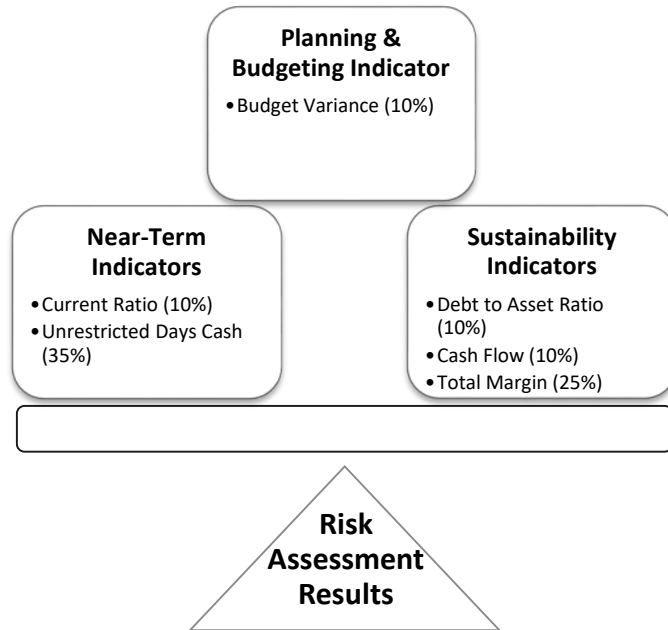 Planning &
Budgeting Indicator
•Budget Variance (10%)
Near-Term
Indicators
•Current Ratio (10%)
•Unrestricted Days Cash
(35%)
Sustainability
Indicators
•Debt to Asset Ratio
(10%)
•Cash Flow (10%)
•Total Margin (25%)
Risk
Assessment
Results